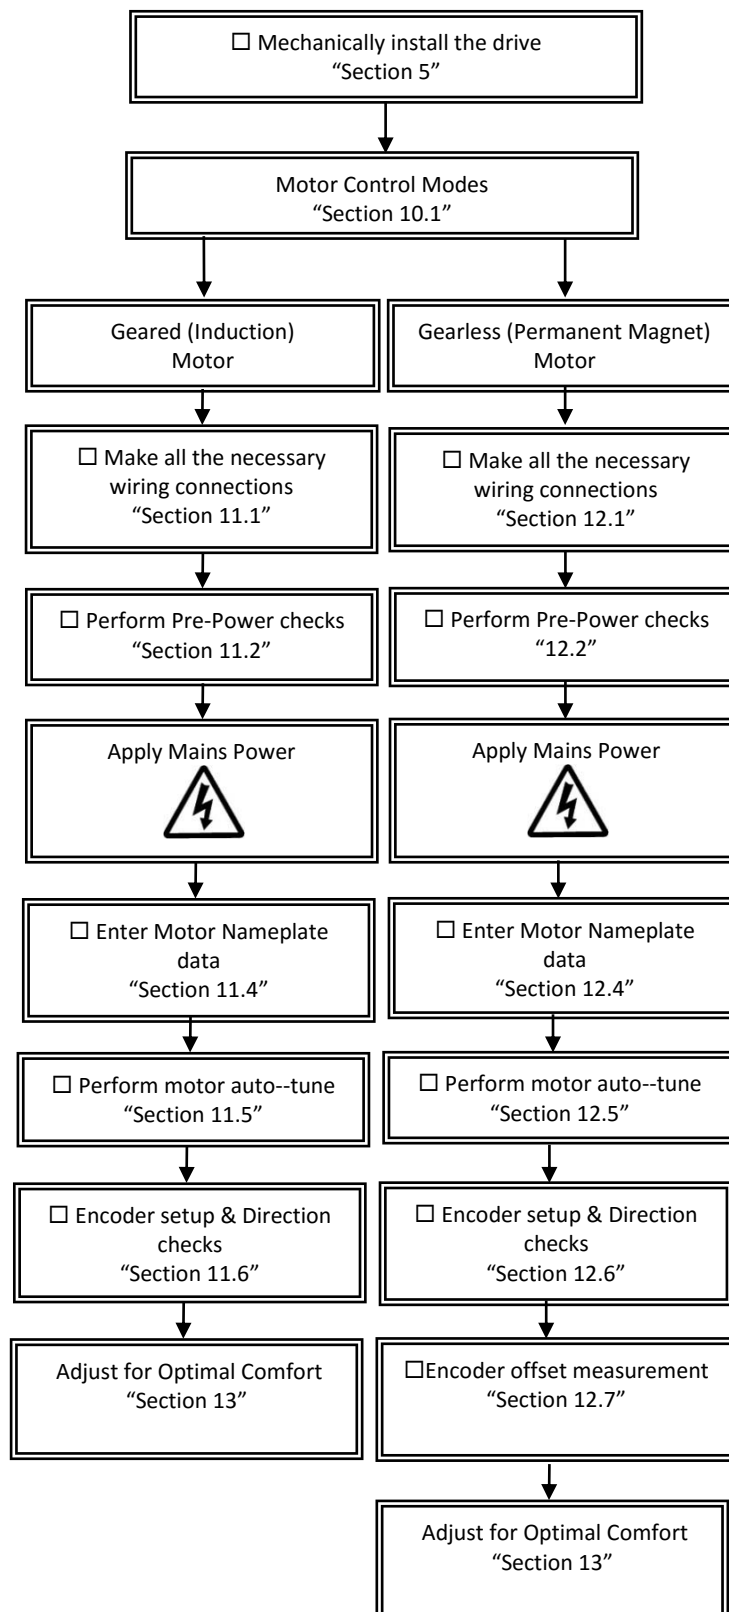 ☐ Mechanically install the drive
“Section 5”
Motor Control Modes
“Section 10.1”
Geared (Induction)
Motor
Gearless (Permanent Magnet)
Motor
☐ Make all the necessary
wiring connections
“Section 11.1”
☐ Make all the necessary
wiring connections
“Section 12.1”
☐ Perform Pre-Power checks
“Section 11.2”
☐ Perform Pre-Power checks
“12.2”
Apply Mains Power
Apply Mains Power
☐ Enter Motor Nameplate
data
“Section 11.4”
☐ Enter Motor Nameplate
data
“Section 12.4”
☐ Perform motor auto--tune
“Section 11.5”
☐ Perform motor auto--tune
“Section 12.5”
☐ Encoder setup & Direction
checks
“Section 11.6”
☐ Encoder setup & Direction
checks
“Section 12.6”
Adjust for Optimal Comfort
“Section 13”
☐Encoder offset measurement
“Section 12.7”
Adjust for Optimal Comfort
“Section 13”